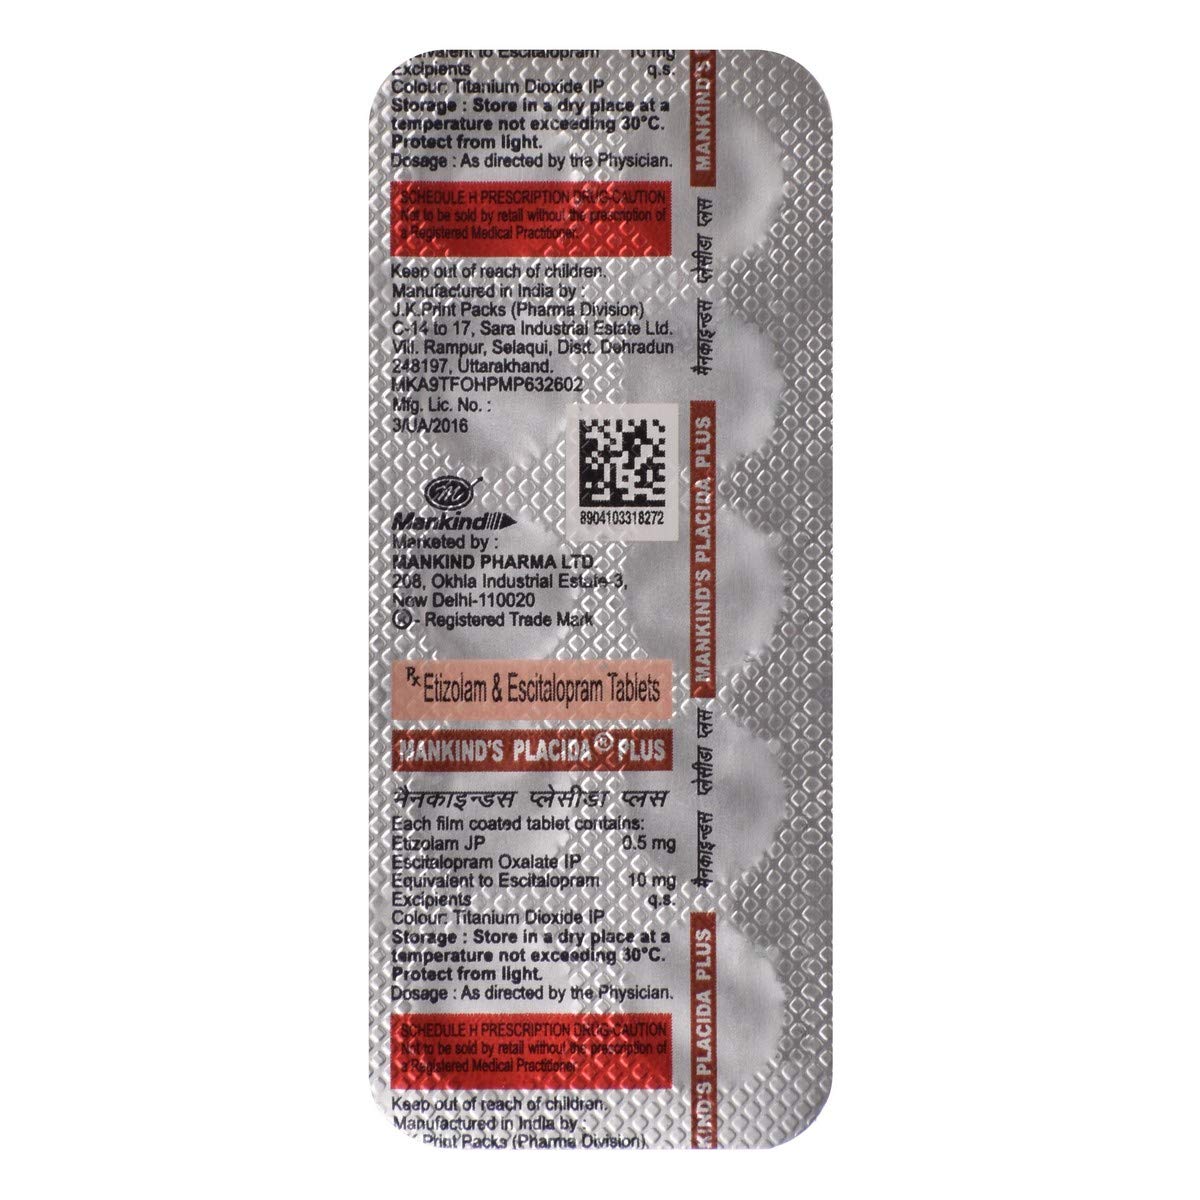 Equivalent to Escitalopram 10 mg
Excipients q.s.
Colour: Titanium Dioxide IP
Storage : Store in a dry place at a
temperature not exceeding 30°C.
Protect from light.
Dosage : As directed by the Physician.
SCHEDULE H PRESCRIPTION DRUG-CAUTION
Not to be sold by retail without the prescription of
a Registered Medical Practitioner.
Keep out of reach of children.
Manufactured in India by :
J.K.Print Packs (Pharma Division)
C-14 to 17, Sara Industrial Estate Ltd.
Vill. Rampur, Selaqui, Distt. Dehradun
248197, Uttarakhand.
MKA9TFOHPMP632602
Mfg. Lic. No. :
3/UA/2016
8904103318272
Mankind
Marketed by :
MANKIND PHARMA LTD
208, Okhla Industrial Estate-3,
New Delhi-110020
® - Registered Trade Mark
Rx Etizolam & Escitalopram Tablets
MANKIND'S PLACIDA® PLUS
मैनकाइन्डस प्लेसीडा प्लस
Each film coated tablet contains:
Etizolam JP 0.5 mg
Escitalopram Oxalate IP
Equivalent to Escitalopram 10 mg
Excipients q.s.
Colour: Titanium Dioxide IP
Storage : Store in a dry place at a
temperature not exceeding 30°C.
Protect from light.
Dosage : As directed by the Physician.
SCHEDULE H PRESCRIPTION DRUG-CAUTION
Not to be sold by retail without the prescription of
a Registered Medical Practitioner.
Keep out of reach of children.
Manufactured in India by :
J.K.Print Packs (Pharma Division)
MANKIND'S
मैनकाइन्डस प्लेसीडा प्लस
MANKIND'S PLACIDA PLUS
मैनकाइन्डस प्लेसीडा प्लस
KIND'S PLACIDA PLUS